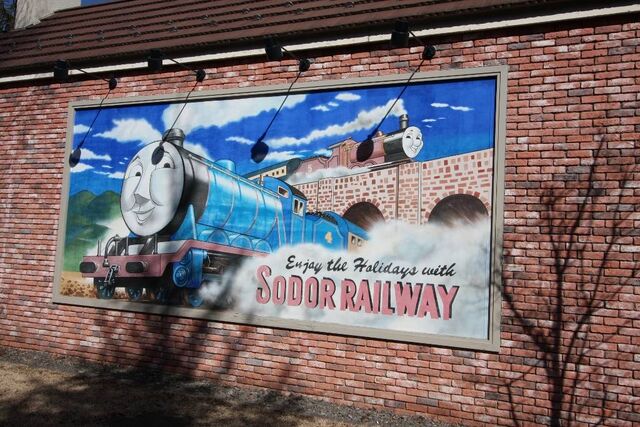 4
Enjoy the Holidays with
SODOR RAILWAY